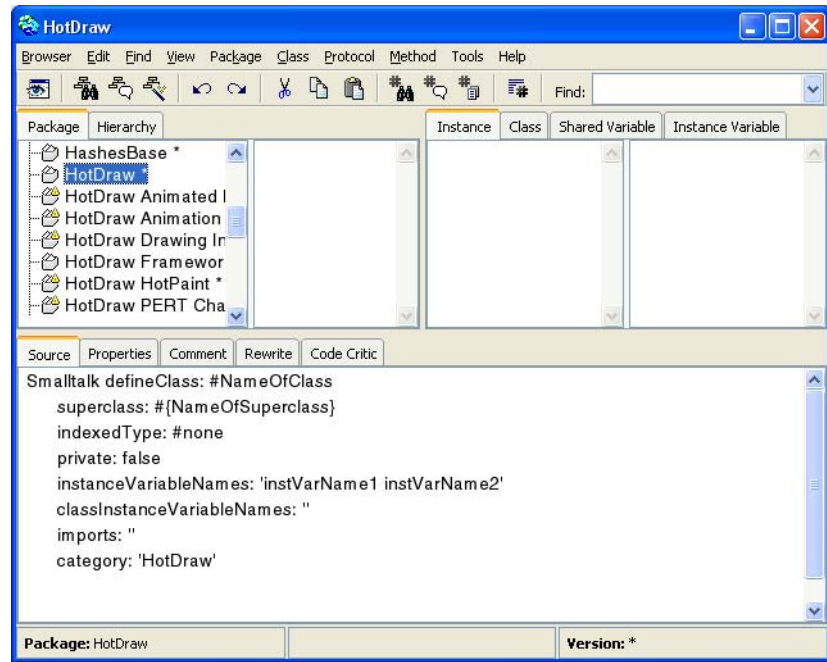 HotDraw
Browser Edit Find View Package Class Protocol Method Tools Help
Find:
Package Hierarchy
Instance Class Shared Variable Instance Variable
HashesBase *
HotDraw *
HotDraw Animated
HotDraw Animation
HotDraw Drawing In
HotDraw Framewor
HotDraw HotPaint *
HotDraw PERT Cha
Source Properties Comment Rewrite Code Critic
Smalltalk defineClass: #NameOfClass
superclass: #{NameOfSuperclass}
indexedType: #none
private: false
instanceVariableNames: 'instVarName1 instVarName2'
classInstanceVariableNames: ''
imports: ''
category: 'HotDraw'
Package: HotDraw
Version: *